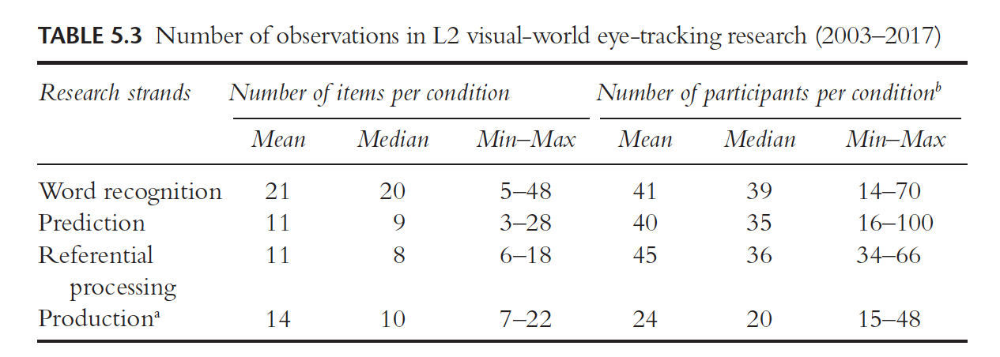 TABLE 5.3 Number of observations in L2 visual-world eye-tracking research (2003–2017)
Research strands Number of items per condition Number of participants per conditionᵇ
Mean Median Min–Max Mean Median Min–Max
Word recognition 21 20 5–48 41 39 14–70
Prediction 11 9 3–28 40 35 16–100
Referential 11 8 6–18 45 36 34–66
processing
Productionᵃ 14 10 7–22 24 20 15–48